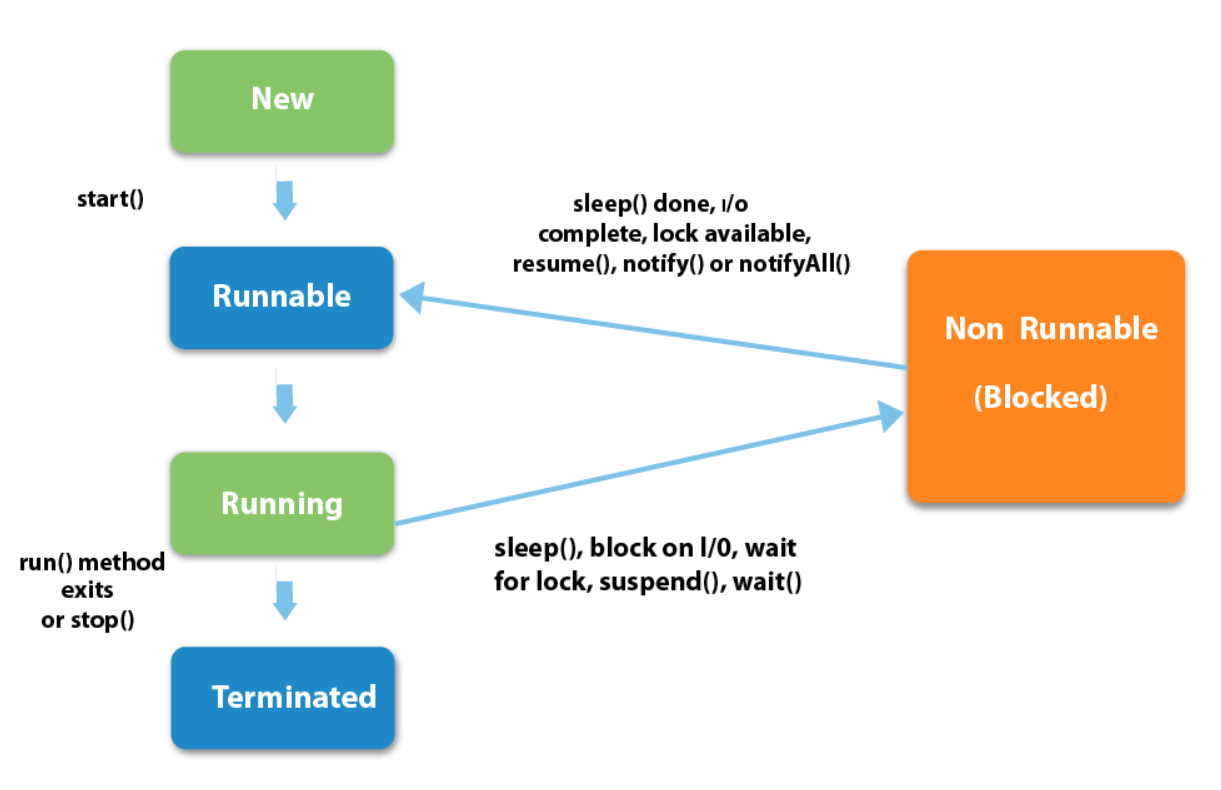 New
start()
sleep() done, I/o
complete, lock available,
resume(), notify() or notifyAll()
Runnable
Non Runnable
(Blocked)
Running
sleep(), block on l/0, wait
for lock, suspend(), wait()
run() method
exits
or stop()
Terminated